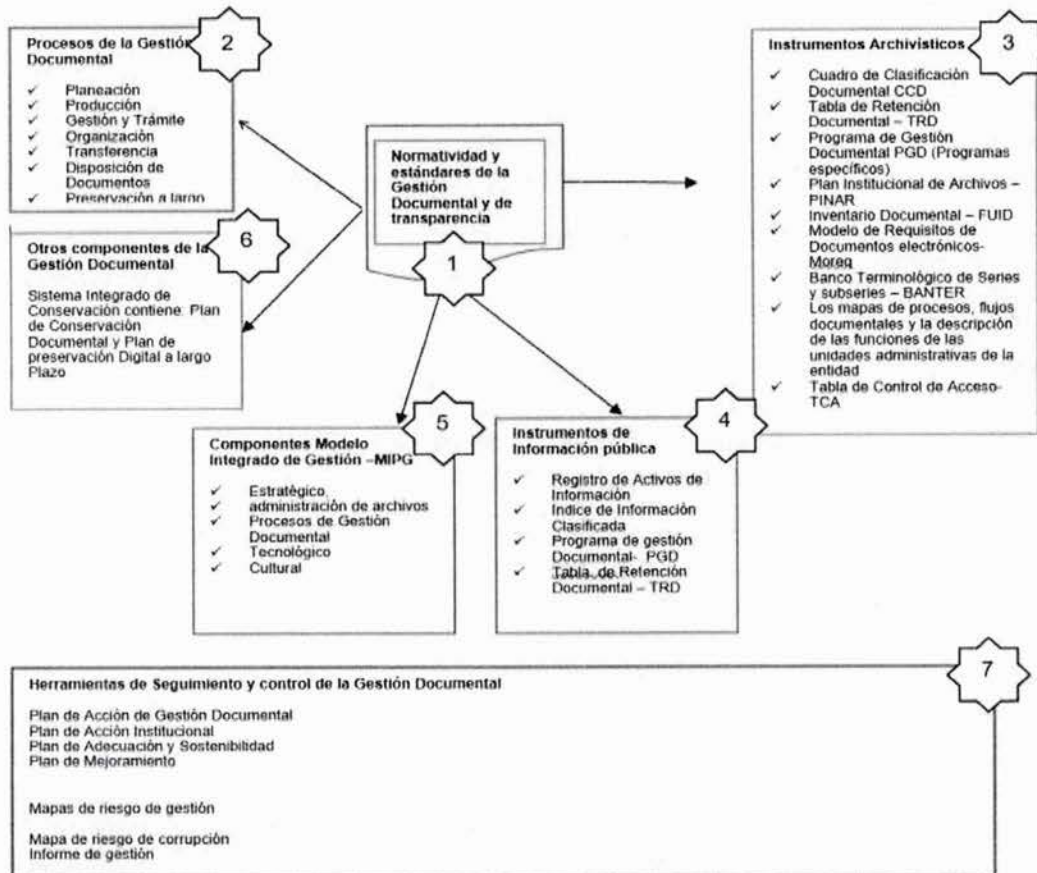 2
Procesos de la Gestión
Documental
✓ Planeación
✓ Producción
✓ Gestión y Trámite
✓ Organización
✓ Transferencia
✓ Disposición de
Documentos
✓ Preservación a largo
6
Otros componentes de la
Gestión Documental
Sistema Integrado de
Conservación contiene: Plan
de Conservación
Documental y Plan de
preservación Digital a largo
Plazo
Normatividad y
estándares de la
Gestión
Documental y de
transparencia
1
3
Instrumentos Archivísticos
✓ Cuadro de Clasificación
Documental CCD
✓ Tabla de Retención
Documental – TRD
✓ Programa de Gestión
Documental PGD (Programas
específicos)
✓ Plan Institucional de Archivos –
PINAR
✓ Inventario Documental – FUID
✓ Modelo de Requisitos de
Documentos electrónicos-
Moreq
✓ Banco Terminológico de Series
y subseries – BANTER
✓ Los mapas de procesos, flujos
documentales y la descripción
de las funciones de las
unidades administrativas de la
entidad
✓ Tabla de Control de Acceso-
TCA
5
Componentes Modelo
Integrado de Gestión –MIPG
✓ Estratégico,
✓ administración de archivos
✓ Procesos de Gestión
Documental
✓ Tecnológico
✓ Cultural
4
Instrumentos de
Información pública
✓ Registro de Activos de
Información
✓ Indice de Información
Clasificada
✓ Programa de gestión
Documental- PGD
✓ Tabla de Retención
Documental – TRD
7
Herramientas de Seguimiento y control de la Gestión Documental
Plan de Acción de Gestión Documental
Plan de Acción Institucional
Plan de Adecuación y Sostenibilidad
Plan de Mejoramiento
Mapas de riesgo de gestión
Mapa de riesgo de corrupción
Informe de gestión